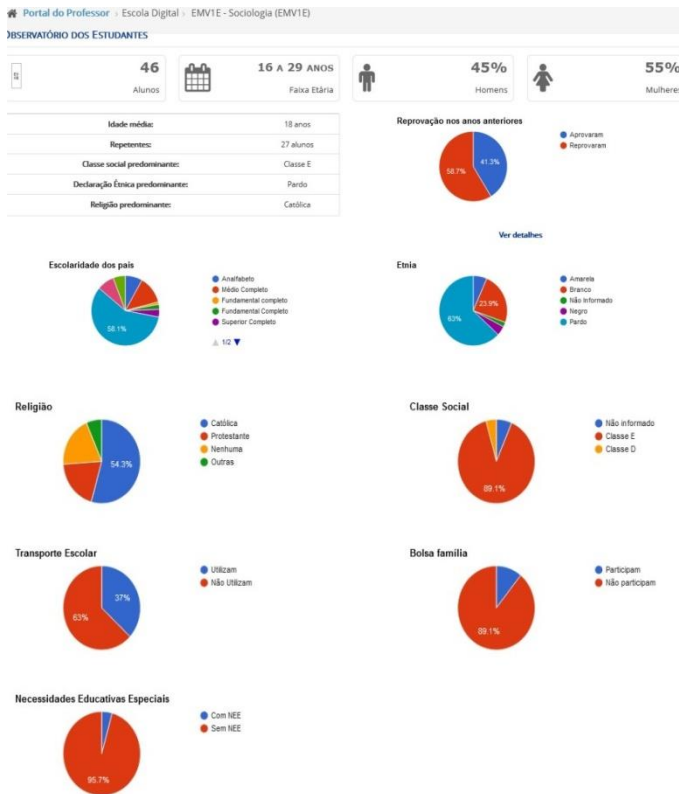 Portal do Professor › Escola Digital › EMV1E - Sociologia (EMV1E)
OBSERVATÓRIO DOS ESTUDANTES
46
Alunos
16 A 29 ANOS
Faixa Etária
45%
Homens
55%
Mulheres
Idade média: 18 anos
Repetentes: 27 alunos
Classe social predominante: Classe E
Declaração Étnica predominante: Pardo
Religião predominante: Católica
Reprovação nos anos anteriores
41.3%
58.7%
Aprovaram
Reprovaram
Ver detalhes
Escolaridade dos pais
58.1%
Analfabeto
Médio Completo
Fundamental completo
Fundamental Completo
Superior Completo
1/2
Etnia
23.9%
63%
Amarela
Branco
Não Informado
Negro
Pardo
Religião
54.3%
Católica
Protestante
Nenhuma
Outras
Classe Social
89.1%
Não informado
Classe E
Classe D
Transporte Escolar
37%
63%
Utilizam
Não Utilizam
Bolsa família
89.1%
Participam
Não participam
Necessidades Educativas Especiais
95.7%
Com NEE
Sem NEE